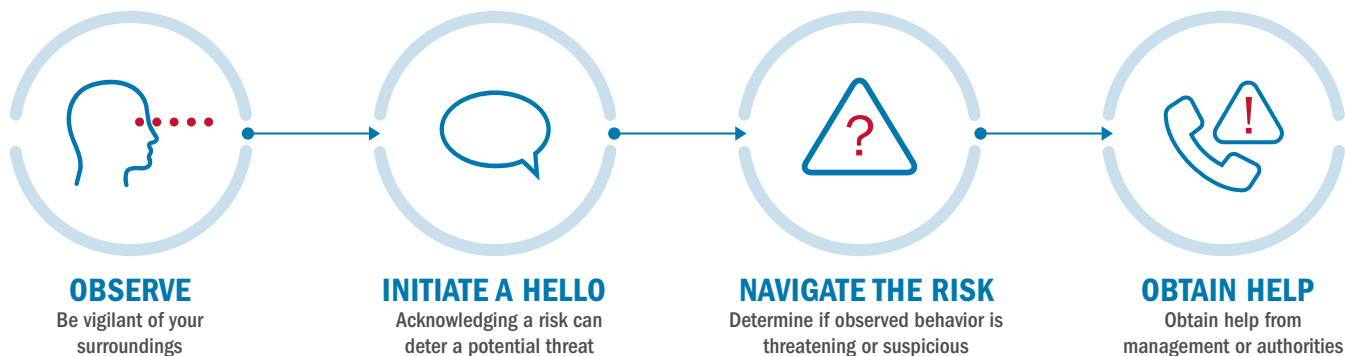 ?
!
OBSERVE
Be vigilant of your
surroundings
INITIATE A HELLO
Acknowledging a risk can
deter a potential threat
NAVIGATE THE RISK
Determine if observed behavior is
threatening or suspicious
OBTAIN HELP
Obtain help from
management or authorities